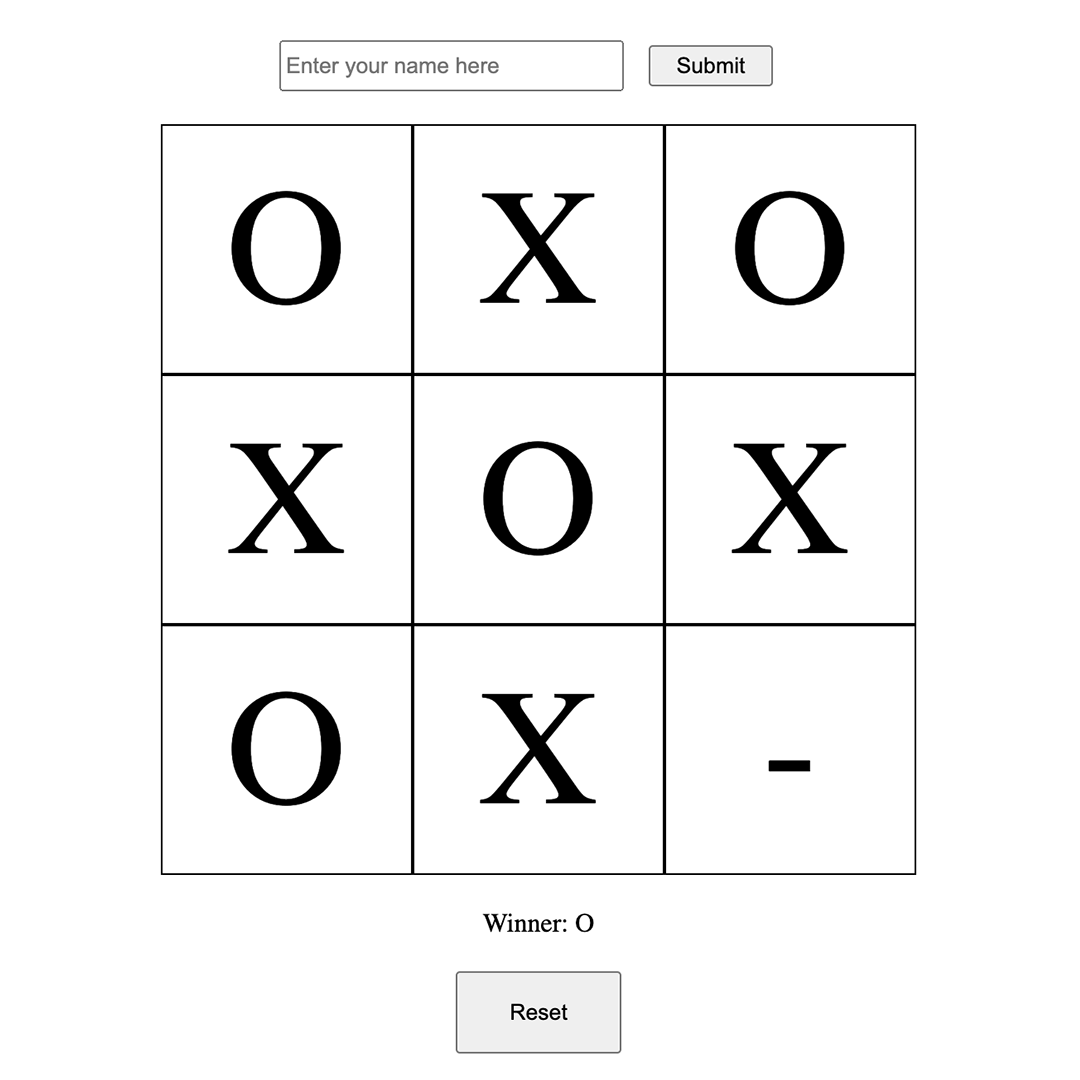 Enter your name here Submit
O X O
X O X
O X -
Winner: O
Reset